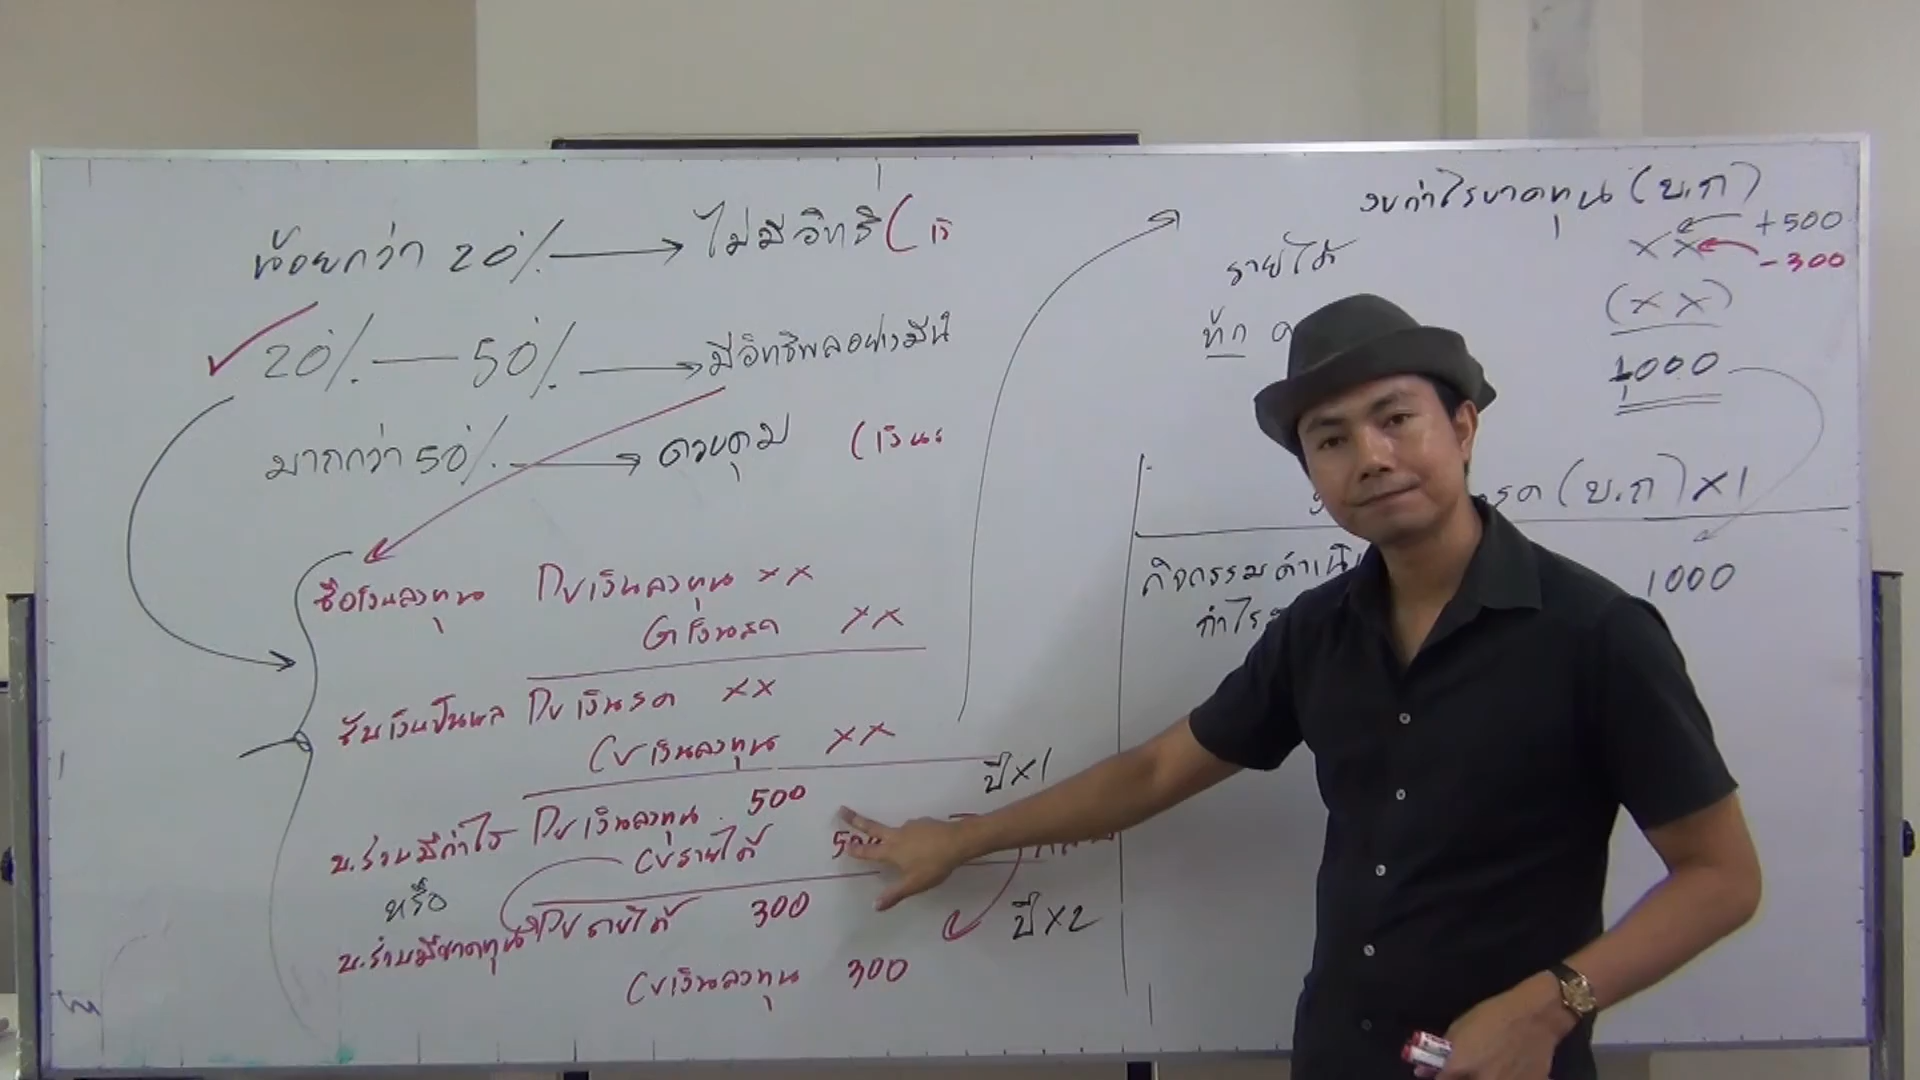 น้อยกว่า 20% → ไม่มีอิทธิ (เงิ
20% — 50% → มีอิทธิพลอย่างมีนั
มากกว่า 50% → ควบคุม (เงินล
ซื้อเงินลงทุน Dr เงินลงทุน xx
Cr เงินสด xx
รับเงินปันผล Dr เงินสด xx
Cr เงินลงทุน xx
ปี x1
บ.ร่วมมีกำไร Dr เงินลงทุน 500
Cr รายได้
หรือ
บ.ร่วมมีขาดทุน Dr รายได้ 300
ปี x2
Cr เงินลงทุน 300
งบกำไรขาดทุน (บ.ก)
รายได้ xx +500
-300
หัก (xx)
1000
(บ.ก) x1
กิจกรรมดำเนิ 1000
กำไร